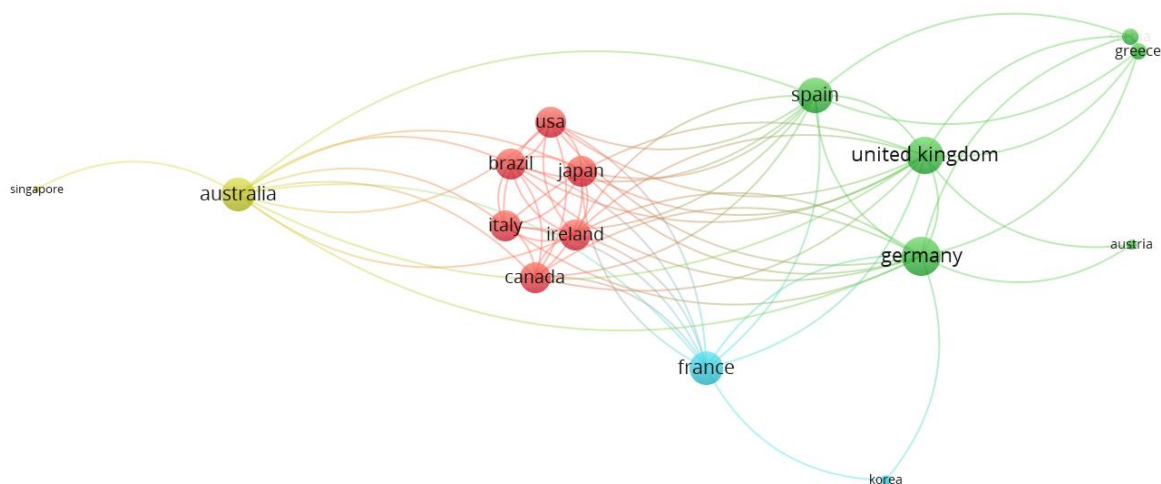 greece
spain
usa
united kingdom
brazil
japan
singapore
australia
italy
ireland
austria
germany
canada
france
korea